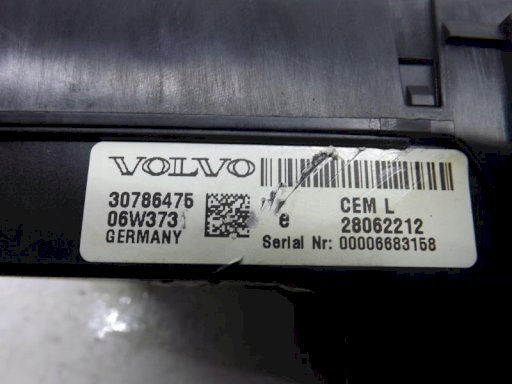 VOLVO
30786475 CEM L
06W373 e 28062212
GERMANY Serial Nr: 00006683158